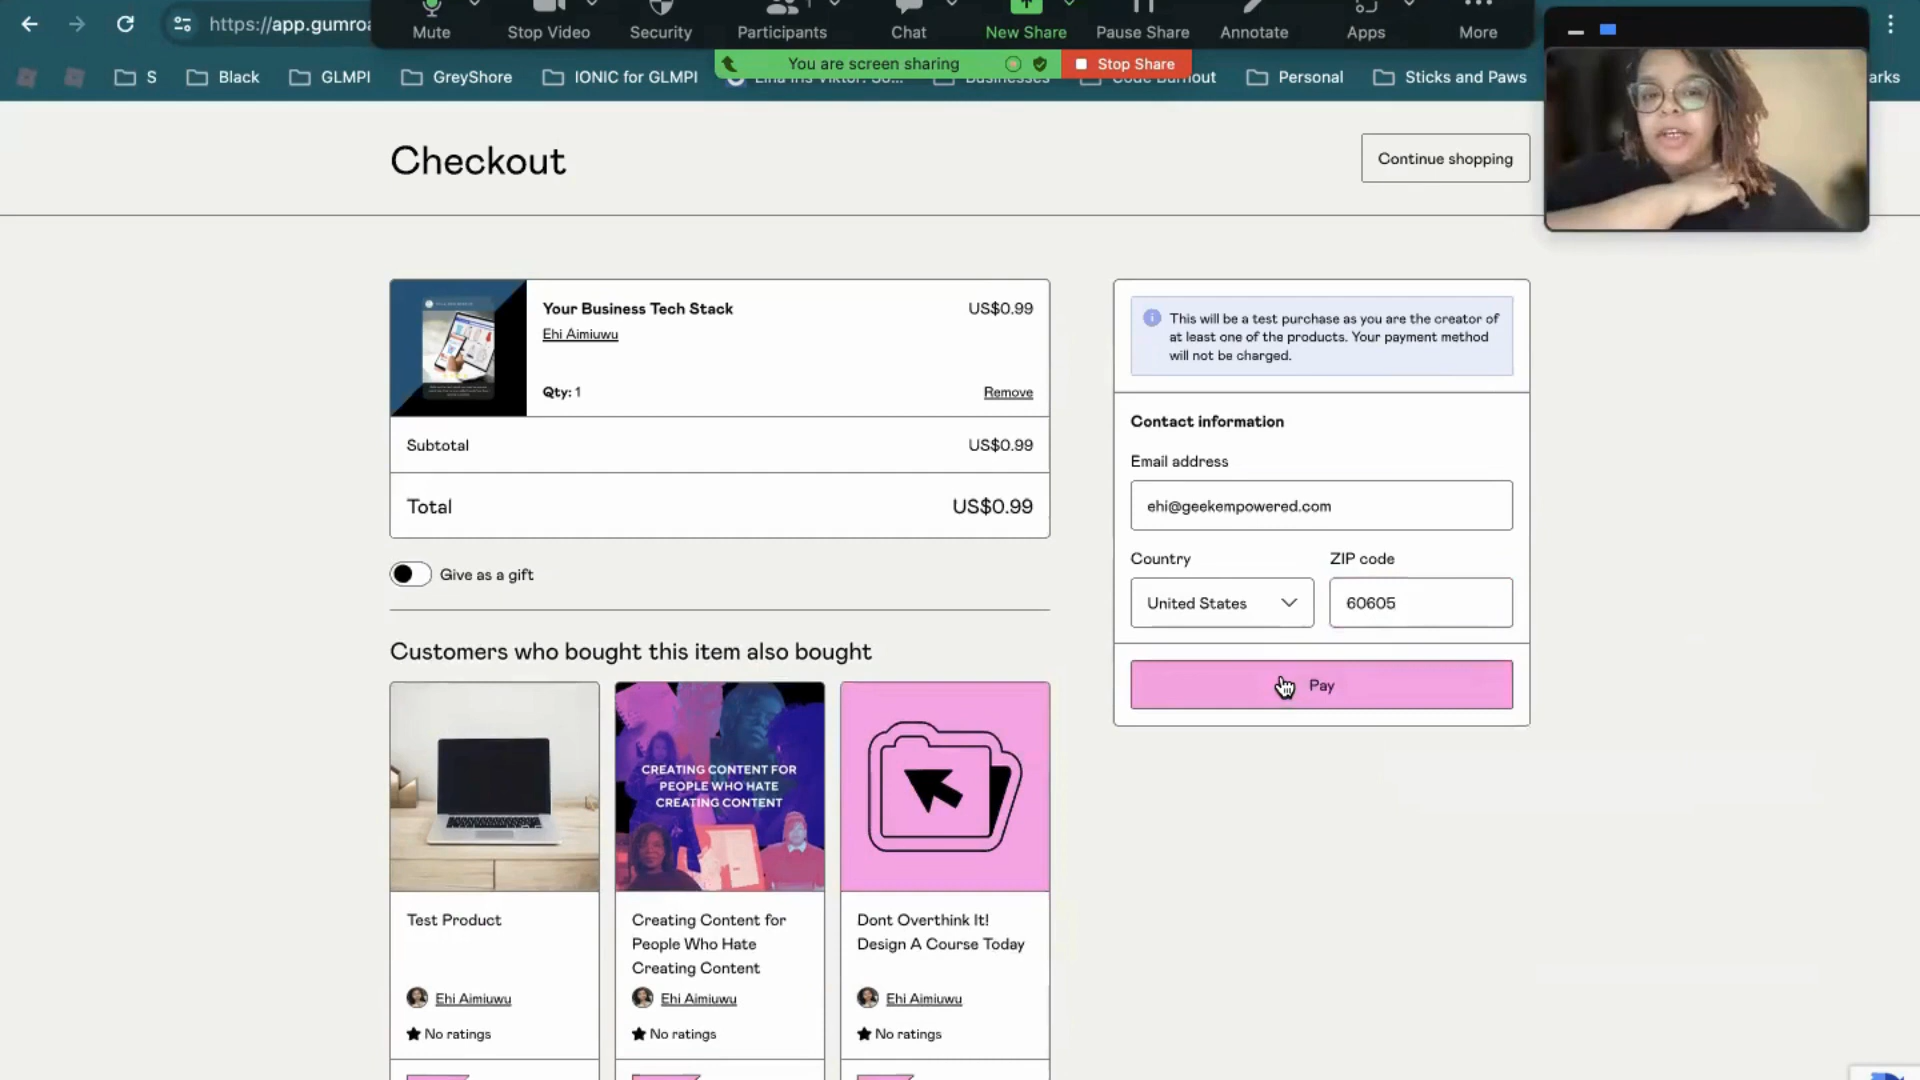 https://app.gumroa
Mute
Stop Video
Security
Participants
1
Chat
New Share
Pause Share
Annotate
Apps
More
You are screen sharing
Stop Share
S
Black
GLMPI
GreyShore
IONIC for GLMPI
Businesses
Code Burnout
Personal
Sticks and Paws
arks
Checkout
Continue shopping
Your Business Tech Stack
US$0.99
Ehi Aimiuwu
Qty: 1
Remove
Subtotal
US$0.99
Total
US$0.99
Give as a gift
This will be a test purchase as you are the creator of
at least one of the products. Your payment method
will not be charged.
Contact information
Email address
ehi@geekempowered.com
Country
ZIP code
United States
60605
Pay
Customers who bought this item also bought
CREATING CONTENT FOR
PEOPLE WHO HATE
CREATING CONTENT
Test Product
Ehi Aimiuwu
No ratings
Creating Content for
People Who Hate
Creating Content
Ehi Aimiuwu
No ratings
Dont Overthink It!
Design A Course Today
Ehi Aimiuwu
No ratings